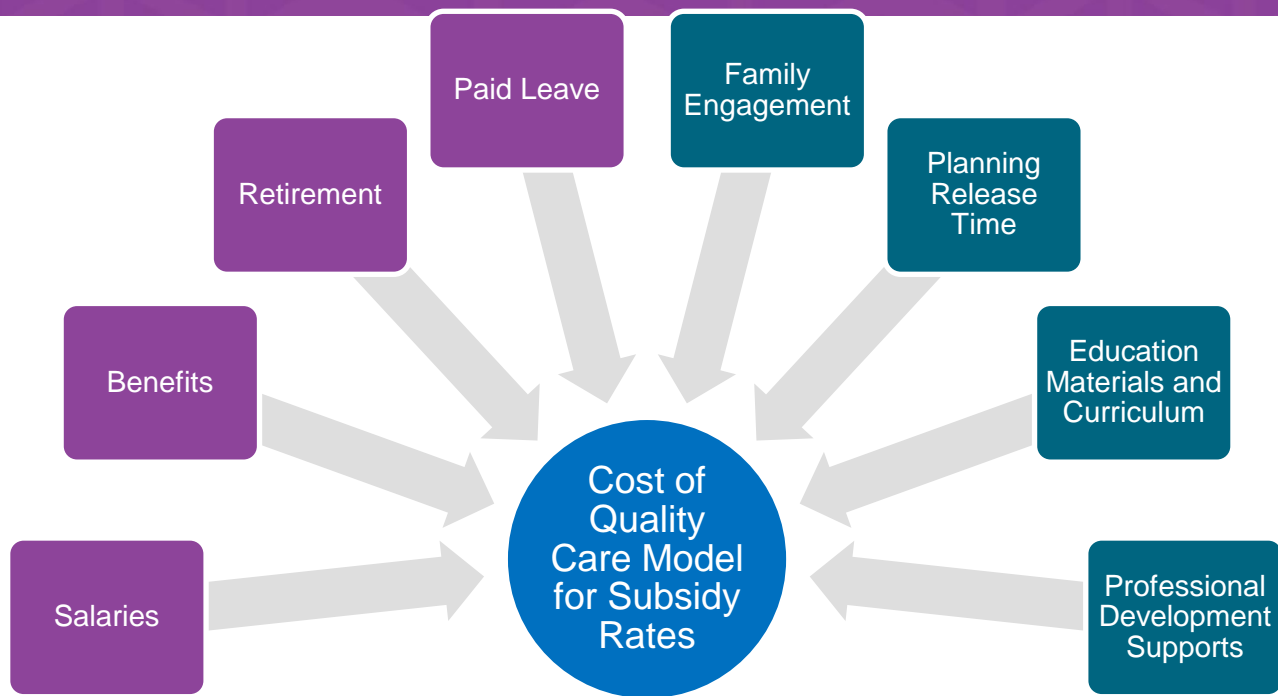 Paid Leave
Family
Engagement
Retirement
Planning
Release
Time
Benefits
Education
Materials and
Curriculum
Salaries
Cost of
Quality
Care Model
for Subsidy
Rates
Professional
Development
Supports